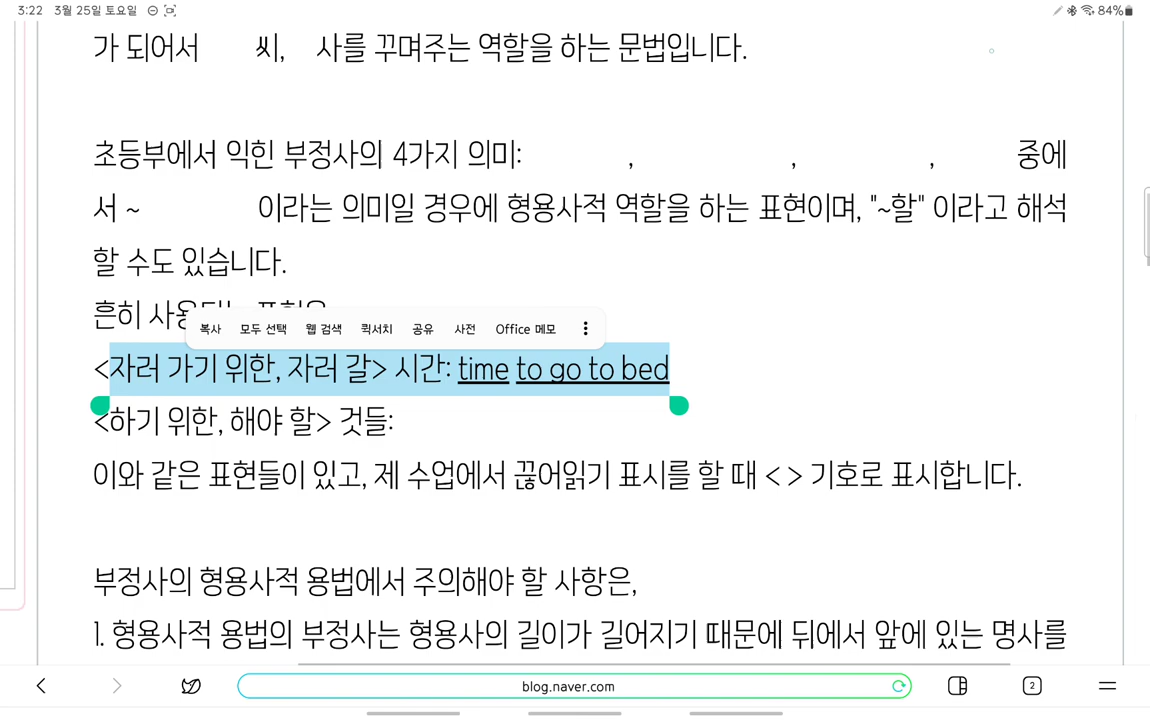 3:22 3월 25일 토요일 84%
가 되어서 씨, 사를 꾸며주는 역할을 하는 문법입니다.
초등부에서 익힌 부정사의 4가지 의미: , , , 중에
서 ~ 이라는 의미일 경우에 형용사적 역할을 하는 표현이며, "~할" 이라고 해석
할 수도 있습니다.
흔히
복사 모두 선택 웹 검색 퀵서치 공유 사전 Office 메모
<자러 가기 위한, 자러 갈> 시간: time to go to bed
<하기 위한, 해야 할> 것들:
이와 같은 표현들이 있고, 제 수업에서 끊어읽기 표시를 할 때 < > 기호로 표시합니다.
부정사의 형용사적 용법에서 주의해야 할 사항은,
1. 형용사적 용법의 부정사는 형용사의 길이가 길어지기 때문에 뒤에서 앞에 있는 명사를
blog.naver.com 2